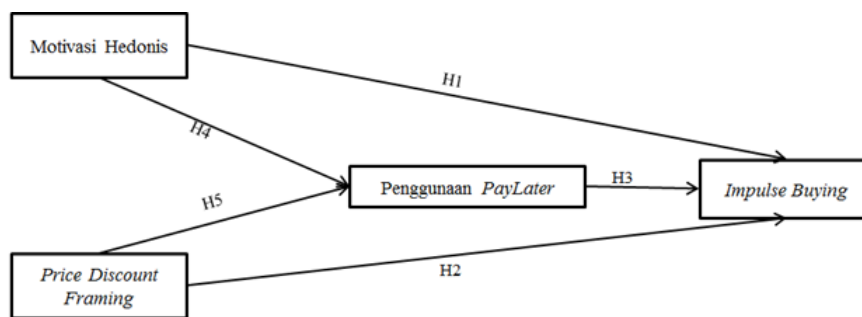 Motivasi Hedonis
H1
H4
Penggunaan PayLater
H3
Impulse Buying
H5
Price Discount
Framing
H2